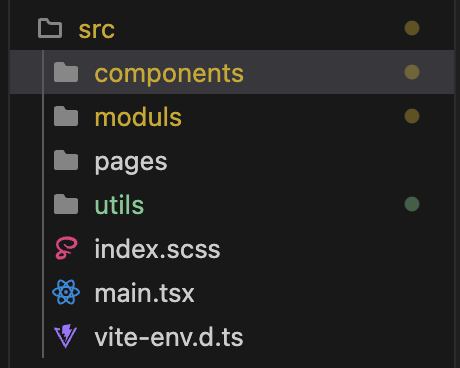 src
components
moduls
pages
utils
index.scss
main.tsx
vite-env.d.ts